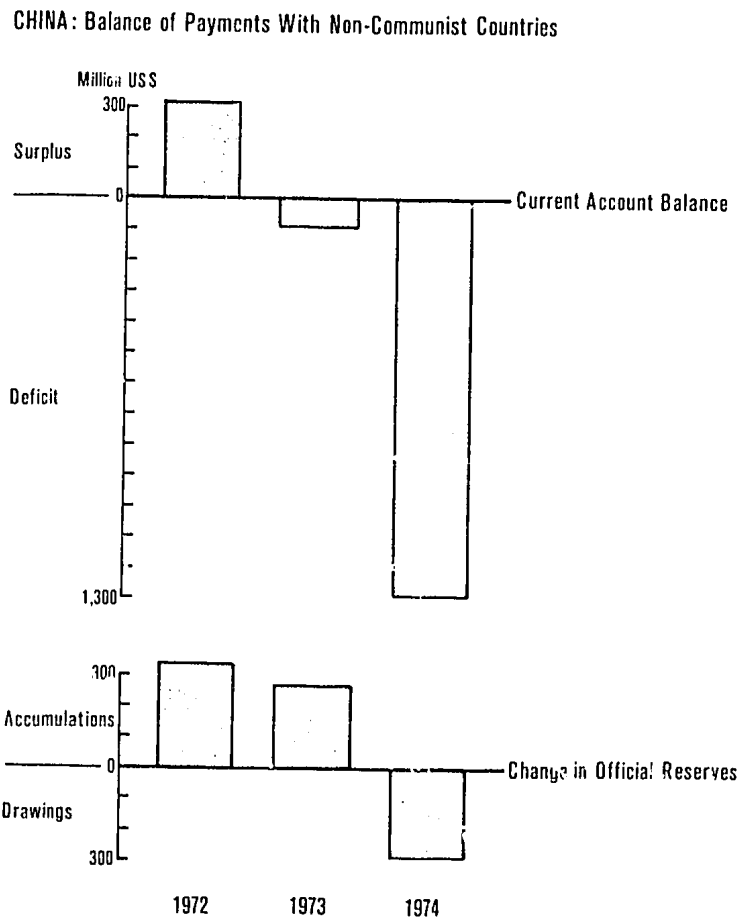 CHINA: Balance of Payments With Non-Communist Countries
Million US$
300
Surplus
0
Current Account Balance
Deficit
1,300
300
Accumulations
0
Change in Official Reserves
Drawings
300
1972 1973 1974